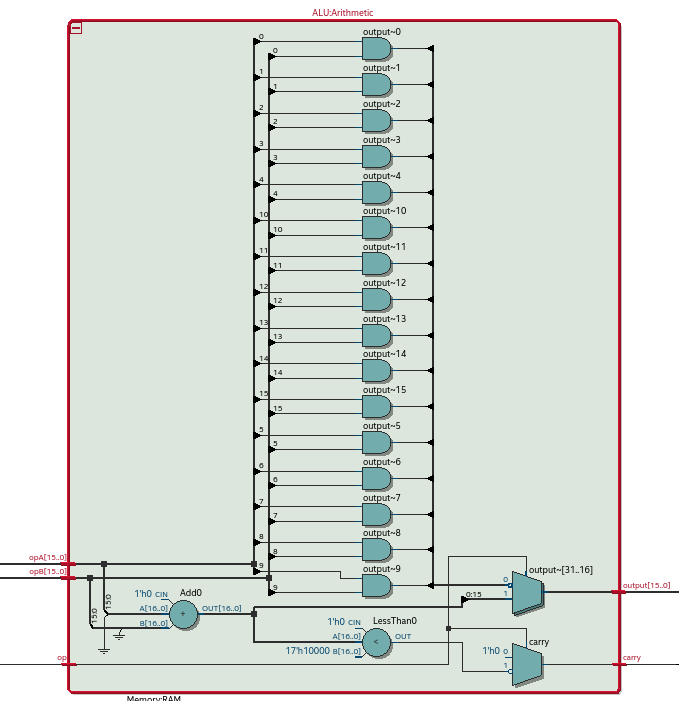 ALU:Arithmetic
output~0
0
0
output~1
1
1
output~2
2
2
output~3
3
3
output~4
4
4
output~10
10
10
output~11
11
11
output~12
12
12
output~13
13
13
output~14
14
14
output~15
15
15
output~5
5
5
output~6
6
6
output~7
7
7
output~8
8
8
opA[15..0]
output~9
9
9
opB[15..0]
output~[31..16]
0
1
output[15..0]
0:15
15:0
15:0
Add0
1'h0 CIN
A[16..0]
B[16..0]
+
OUT[16..0]
LessThan0
1'h0 CIN
A[16..0]
17'h10000 B[16..0]
<
OUT
carry
1'h0 0
1
op
carry
Memory:RAM